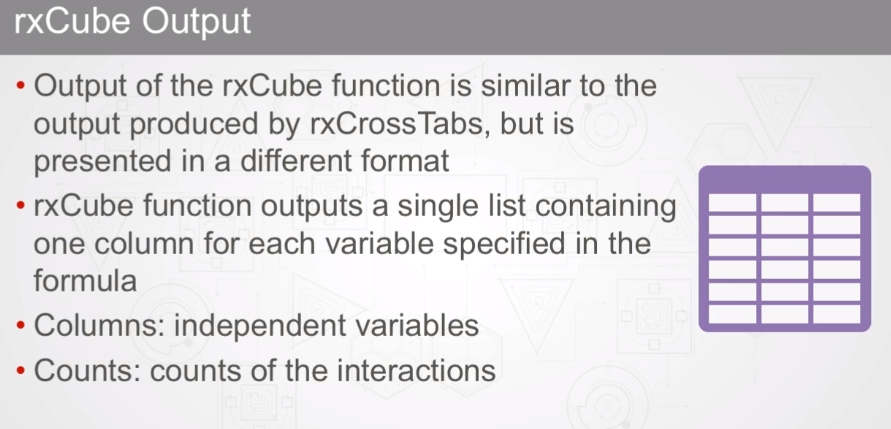 rxCube Output
• Output of the rxCube function is similar to the
output produced by rxCrossTabs, but is
presented in a different format
• rxCube function outputs a single list containing
one column for each variable specified in the
formula
• Columns: independent variables
• Counts: counts of the interactions